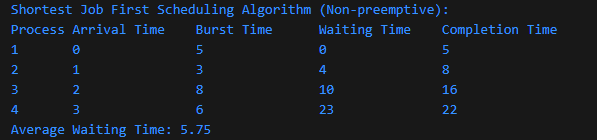 Shortest Job First Scheduling Algorithm (Non-preemptive):
Process Arrival Time Burst Time Waiting Time Completion Time
1 0 5 0 5
2 1 3 4 8
3 2 8 10 16
4 3 6 23 22
Average Waiting Time: 5.75